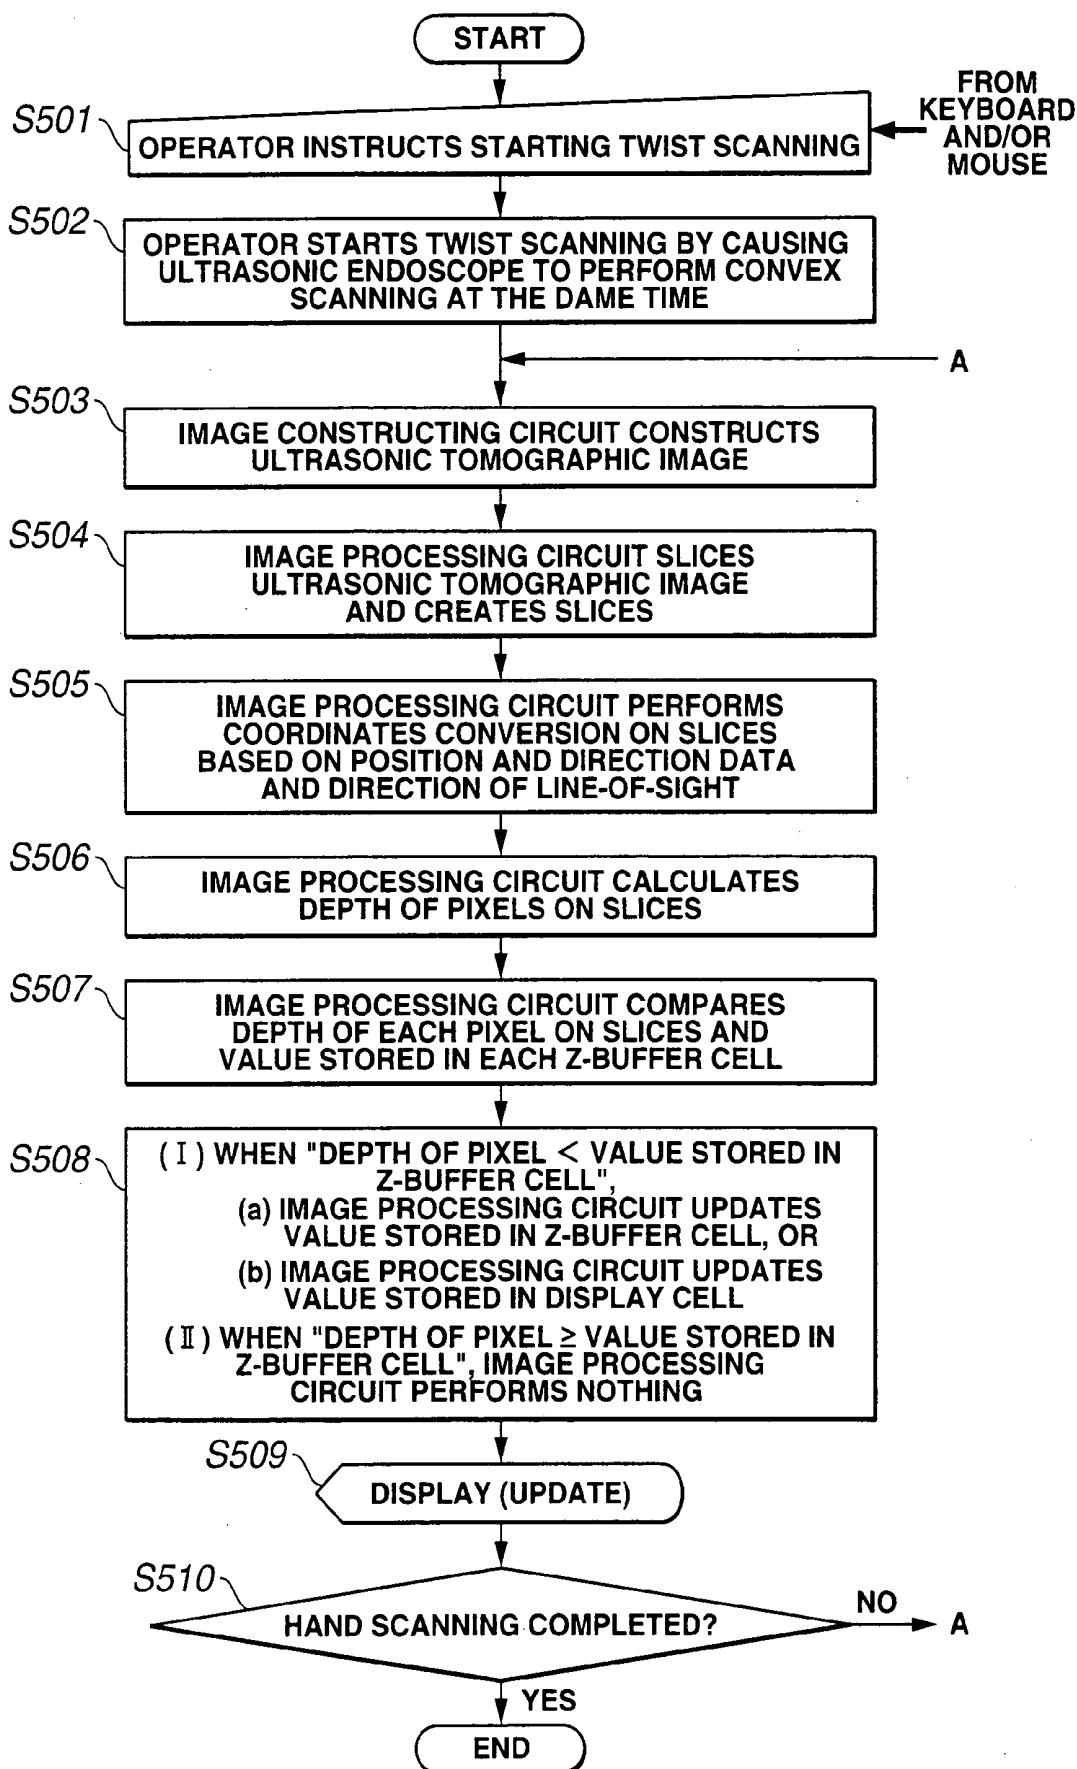 START
FROM
KEYBOARD
AND/OR
MOUSE
S501
OPERATOR INSTRUCTS STARTING TWIST SCANNING
S502
OPERATOR STARTS TWIST SCANNING BY CAUSING
ULTRASONIC ENDOSCOPE TO PERFORM CONVEX
SCANNING AT THE DAME TIME
A
S503
IMAGE CONSTRUCTING CIRCUIT CONSTRUCTS
ULTRASONIC TOMOGRAPHIC IMAGE
S504
IMAGE PROCESSING CIRCUIT SLICES
ULTRASONIC TOMOGRAPHIC IMAGE
AND CREATES SLICES
S505
IMAGE PROCESSING CIRCUIT PERFORMS
COORDINATES CONVERSION ON SLICES
BASED ON POSITION AND DIRECTION DATA
AND DIRECTION OF LINE-OF-SIGHT
S506
IMAGE PROCESSING CIRCUIT CALCULATES
DEPTH OF PIXELS ON SLICES
S507
IMAGE PROCESSING CIRCUIT COMPARES
DEPTH OF EACH PIXEL ON SLICES AND
VALUE STORED IN EACH Z-BUFFER CELL
S508
(Ⅰ) WHEN "DEPTH OF PIXEL < VALUE STORED IN
Z-BUFFER CELL",
(a) IMAGE PROCESSING CIRCUIT UPDATES
VALUE STORED IN Z-BUFFER CELL, OR
(b) IMAGE PROCESSING CIRCUIT UPDATES
VALUE STORED IN DISPLAY CELL
(Ⅱ) WHEN "DEPTH OF PIXEL ≥ VALUE STORED IN
Z-BUFFER CELL", IMAGE PROCESSING
CIRCUIT PERFORMS NOTHING
S509
DISPLAY (UPDATE)
S510
HAND SCANNING COMPLETED?
NO
A
YES
END